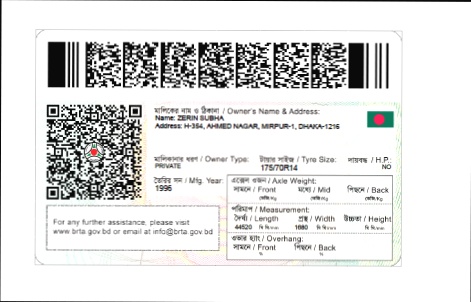 মালিকের নাম ও ঠিকানা / Owner's Name & Address:
Name: ZERIN SUBHA
Address: H-354, AHMED NAGAR, MIRPUR-1, DHAKA-1216
মালিকানার ধরণ / Owner Type: টায়ার সাইজ / Tyre Size: দায়বদ্ধ / H.P.
PRIVATE 175/70R14 NO
তৈরির সন / Mfg. Year:
1996
এক্সেল ওজন / Axle Weight:
সামনে / Front মধ্যে / Mid পিছনে / Back
(কেজি)/Kg (কেজি)/Kg (কেজি)/Kg
পরিমাপ / Measurement:
দৈর্ঘ্য / Length প্রস্থ / Width উচ্চতা / Height
44520 মি মি/mm 1660 মি মি/mm মি মি/mm
ওভার হ্যাং / Overhang:
সামনে / Front পিছনে / Back
% %
For any further assistance, please visit
www.brta.gov.bd or email at info@brta.gov.bd